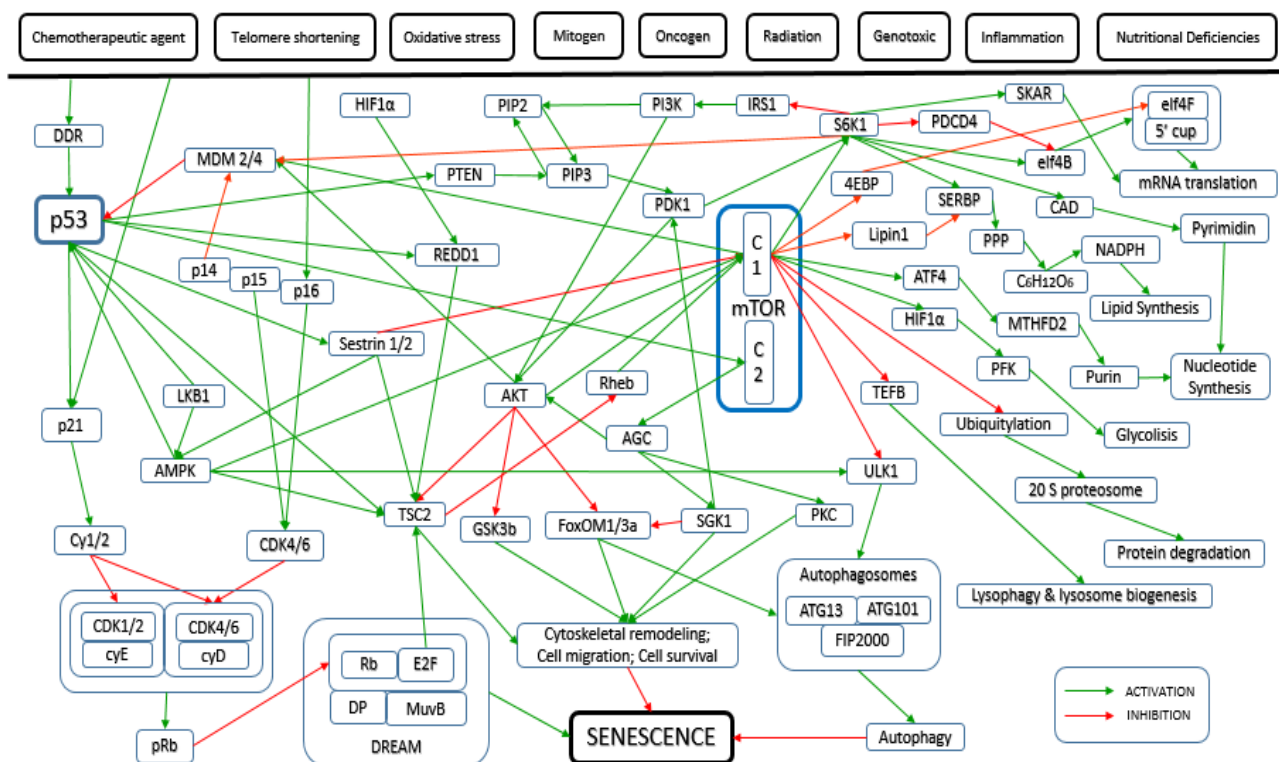 Chemotherapeutic agent
Telomere shortening
Oxidative stress
Mitogen
Oncogen
Radiation
Genotoxic
Inflammation
Nutritional Deficiencies
HIF1α
PIP2
PI3K
IRS1
SKAR
eIf4F
5' cup
DDR
S6K1
PDCD4
MDM 2/4
eIf4B
PTEN
PIP3
4EBP
mRNA translation
p53
PDK1
SERBP
CAD
C
1
Lipin1
PPP
Pyrimidin
REDD1
NADPH
p14
p15
p16
ATF4
C₆H₁₂O₆
mTOR
Lipid Synthesis
HIF1α
MTHFD2
Sestrin 1/2
C
2
PFK
Purin
Nucleotide
Synthesis
Rheb
LKB1
AKT
TEFB
p21
AGC
Ubiquitylation
Glycolisis
AMPK
ULK1
20 S proteosome
TSC2
GSK3b
FoxOM1/3a
SGK1
PKC
Cy1/2
CDK4/6
Protein degradation
Autophagosomes
Lysophagy & lysosome biogenesis
ATG13
ATG101
CDK1/2
CDK4/6
FIP2000
cyE
cyD
Cytoskeletal remodeling;
Cell migration; Cell survival
Rb
E2F
DP
MuvB
ACTIVATION
INHIBITION
pRb
DREAM
SENESCENCE
Autophagy